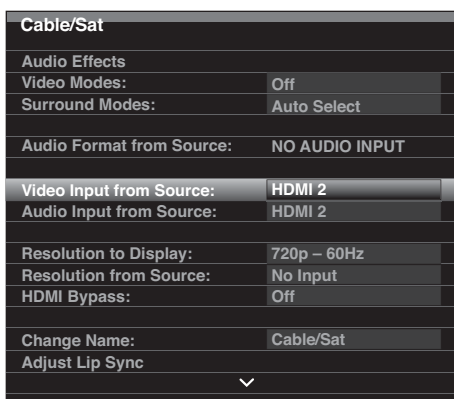 Cable/Sat
Audio Effects
Video Modes: Off
Surround Modes: Auto Select
Audio Format from Source: NO AUDIO INPUT
Video Input from Source: HDMI 2
Audio Input from Source: HDMI 2
Resolution to Display: 720p – 60Hz
Resolution from Source: No Input
HDMI Bypass: Off
Change Name: Cable/Sat
Adjust Lip Sync